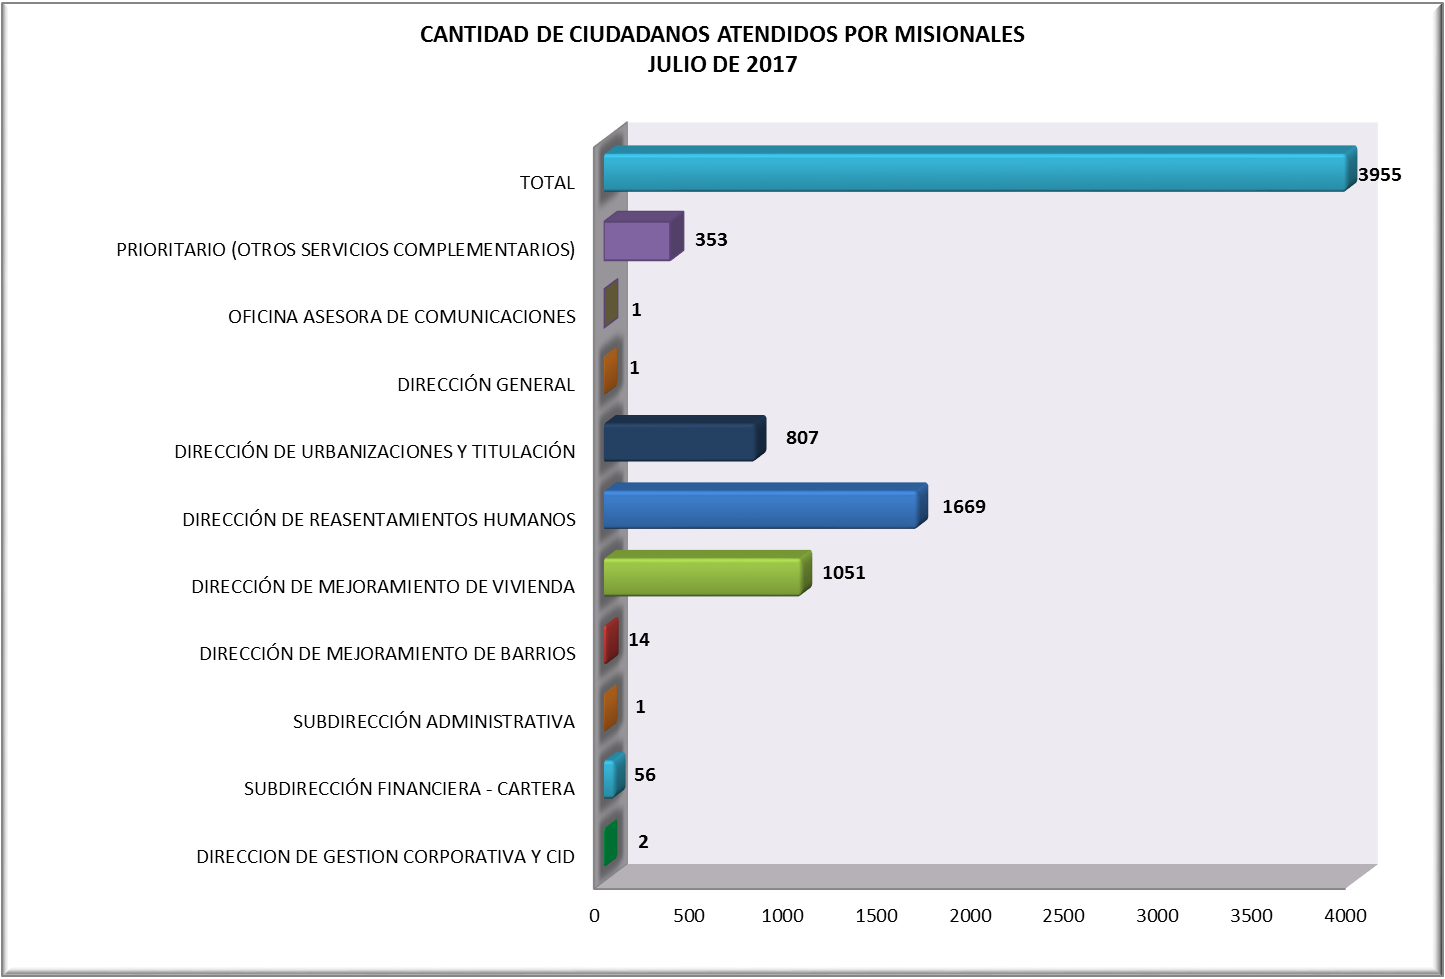 CANTIDAD DE CIUDADANOS ATENDIDOS POR MISIONALES
JULIO DE 2017
TOTAL 3955
PRIORITARIO (OTROS SERVICIOS COMPLEMENTARIOS) 353
OFICINA ASESORA DE COMUNICACIONES 1
DIRECCIÓN GENERAL 1
DIRECCIÓN DE URBANIZACIONES Y TITULACIÓN 807
DIRECCIÓN DE REASENTAMIENTOS HUMANOS 1669
DIRECCIÓN DE MEJORAMIENTO DE VIVIENDA 1051
DIRECCIÓN DE MEJORAMIENTO DE BARRIOS 14
SUBDIRECCIÓN ADMINISTRATIVA 1
SUBDIRECCIÓN FINANCIERA - CARTERA 56
DIRECCION DE GESTION CORPORATIVA Y CID 2
0 500 1000 1500 2000 2500 3000 3500 4000